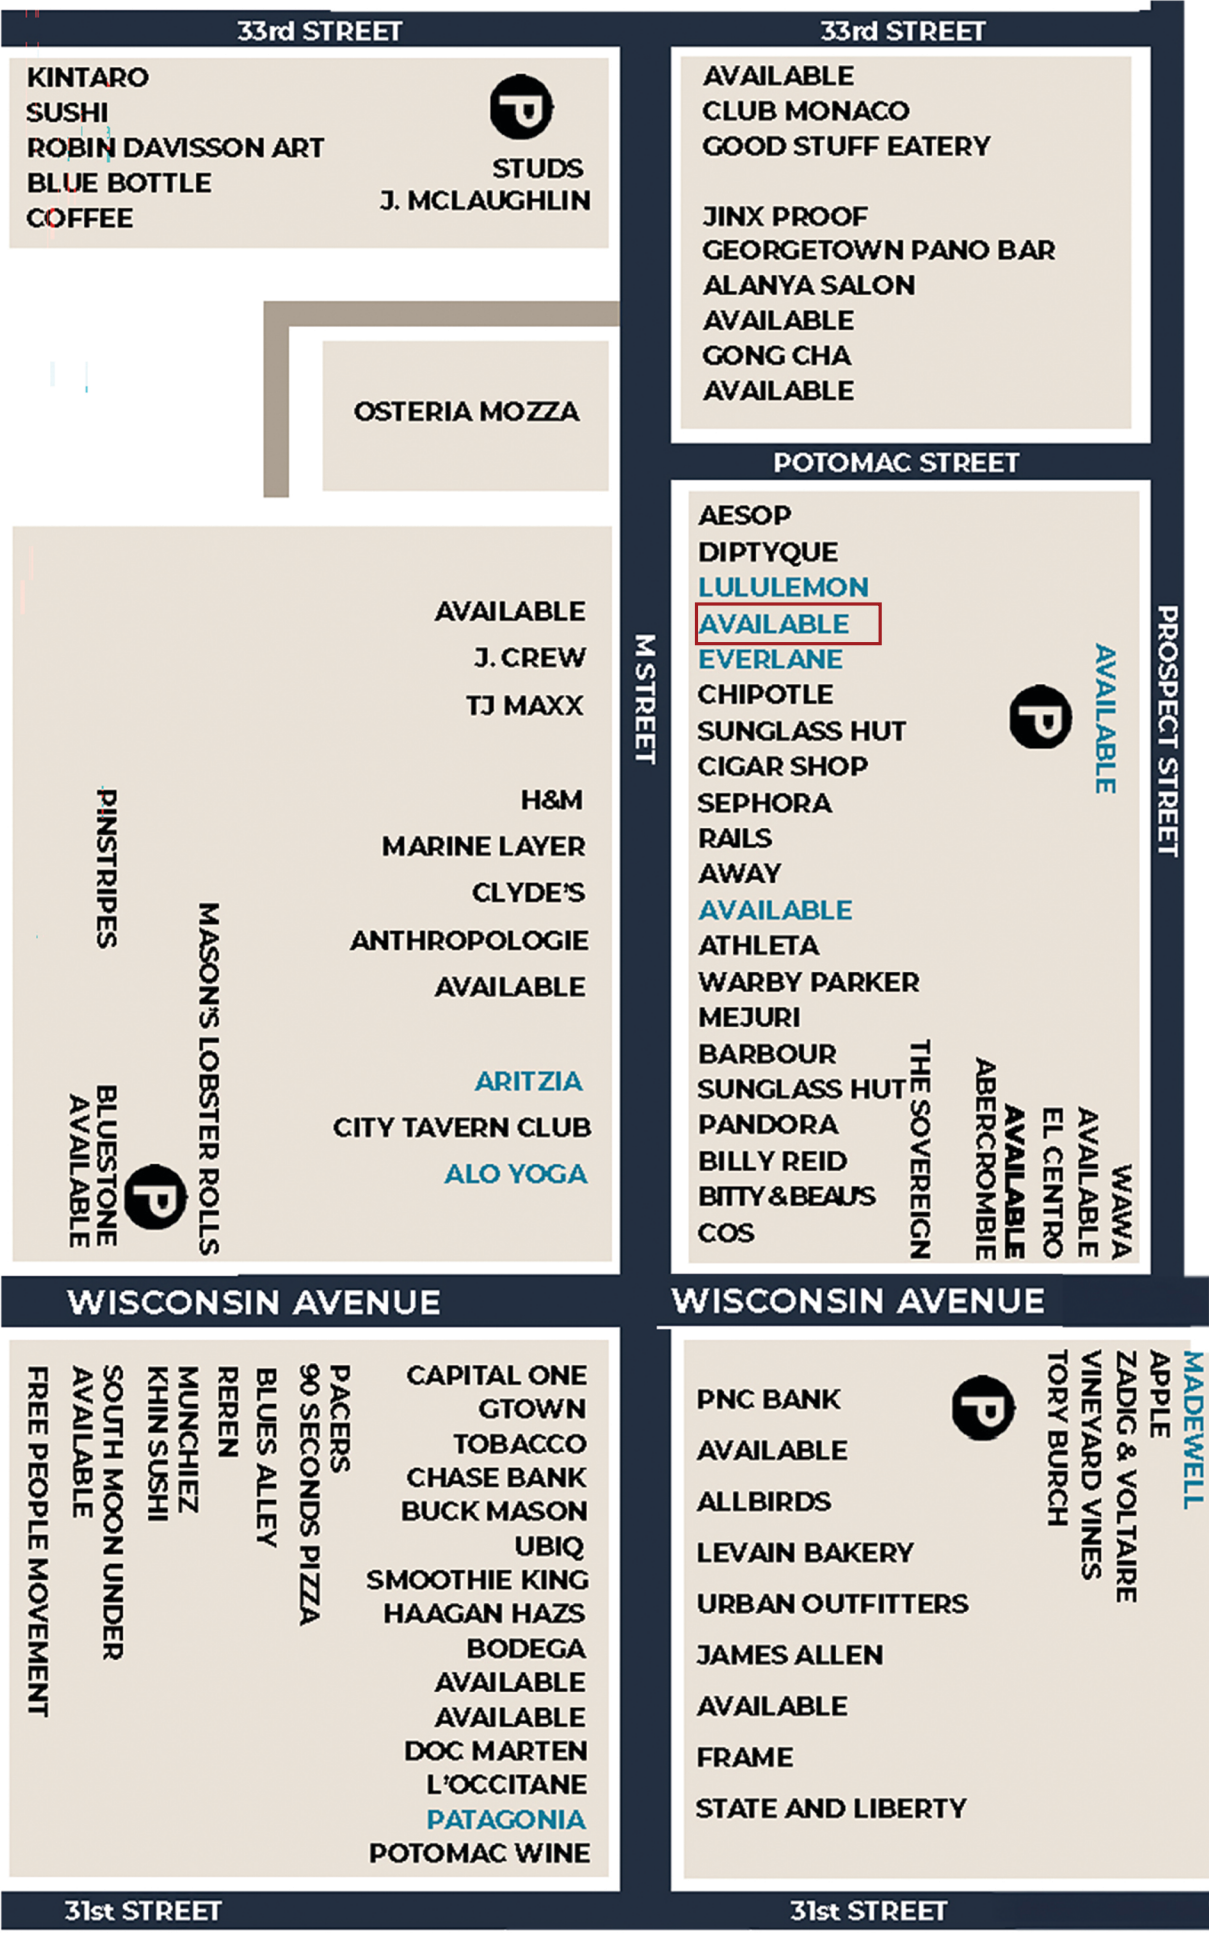 33rd STREET
33rd STREET
KINTARO
SUSHI
ROBIN DAVISSON ART
BLUE BOTTLE
COFFEE
P
STUDS
J. MCLAUGHLIN
AVAILABLE
CLUB MONACO
GOOD STUFF EATERY
JINX PROOF
GEORGETOWN PANO BAR
ALANYA SALON
AVAILABLE
GONG CHA
AVAILABLE
OSTERIA MOZZA
POTOMAC STREET
AVAILABLE
J. CREW
TJ MAXX
H&M
MARINE LAYER
CLYDE'S
ANTHROPOLOGIE
AVAILABLE
ARITZIA
CITY TAVERN CLUB
ALO YOGA
PINSTRIPES
MASON'S LOBSTER ROLLS
P
BLUESTONE
AVAILABLE
M STREET
AESOP
DIPTYQUE
LULULEMON
AVAILABLE
EVERLANE
CHIPOTLE
SUNGLASS HUT
CIGAR SHOP
SEPHORA
RAILS
AWAY
AVAILABLE
ATHLETA
WARBY PARKER
MEJURI
BARBOUR
SUNGLASS HUT
PANDORA
BILLY REID
BITTY & BEAU'S
COS
P
AVAILABLE
PROSPECT STREET
WAWA
AVAILABLE
EL CENTRO
AVAILABLE
ABERCROMBIE
THE SOVEREIGN
WISCONSIN AVENUE
WISCONSIN AVENUE
PACERS
90 SECONDS PIZZA
BLUES ALLEY
REREN
MUNCHIEZ
KHIN SUSHI
SOUTH MOON UNDER
AVAILABLE
FREE PEOPLE MOVEMENT
CAPITAL ONE
GTOWN
TOBACCO
CHASE BANK
BUCK MASON
UBIQ
SMOOTHIE KING
HAAGAN HAZS
BODEGA
AVAILABLE
AVAILABLE
DOC MARTEN
L'OCCITANE
PATAGONIA
POTOMAC WINE
PNC BANK
AVAILABLE
ALLBIRDS
LEVAIN BAKERY
URBAN OUTFITTERS
JAMES ALLEN
AVAILABLE
FRAME
STATE AND LIBERTY
P
MADEWELL
APPLE
ZADIG & VOLTAIRE
VINEYARD VINES
TORY BURCH
31st STREET
31st STREET